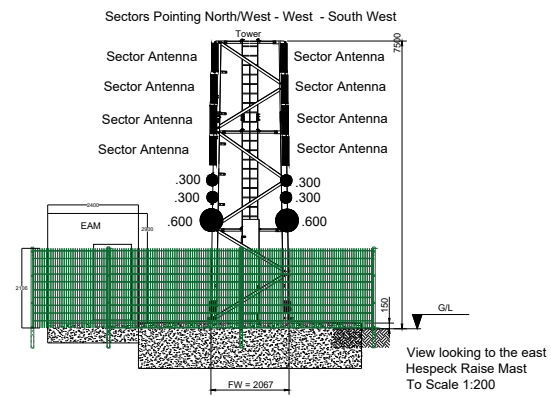 Sectors Pointing North/West - West - South West
Tower
7500
Sector Antenna Sector Antenna
Sector Antenna Sector Antenna
Sector Antenna Sector Antenna
Sector Antenna Sector Antenna
.300 .300
.300 .300
.600 .600
2400
EAM
2930
2106
150
G/L
View looking to the east
Hespeck Raise Mast
To Scale 1:200
FW = 2067